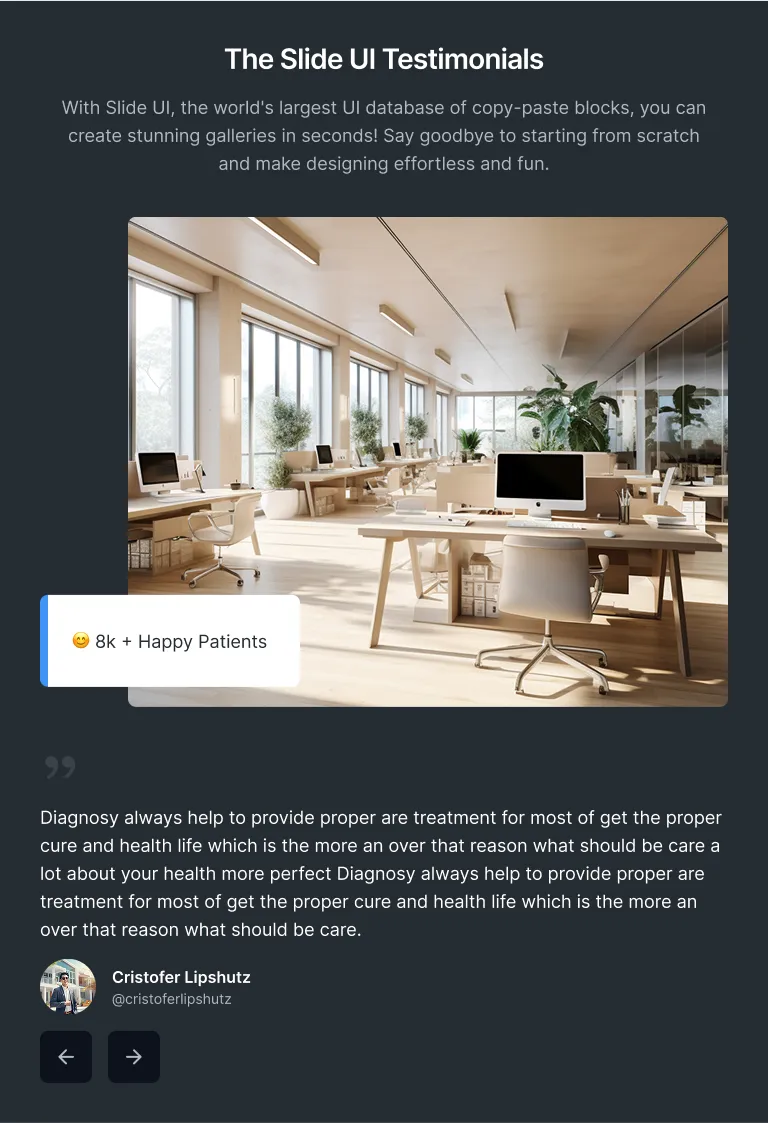 The Slide UI Testimonials
With Slide UI, the world's largest UI database of copy-paste blocks, you can
create stunning galleries in seconds! Say goodbye to starting from scratch
and make designing effortless and fun.
😊 8k + Happy Patients
”
Diagnosy always help to provide proper are treatment for most of get the proper
cure and health life which is the more an over that reason what should be care a
lot about your health more perfect Diagnosy always help to provide proper are
treatment for most of get the proper cure and health life which is the more an
over that reason what should be care.
Cristofer Lipshutz
@cristoferlipshutz